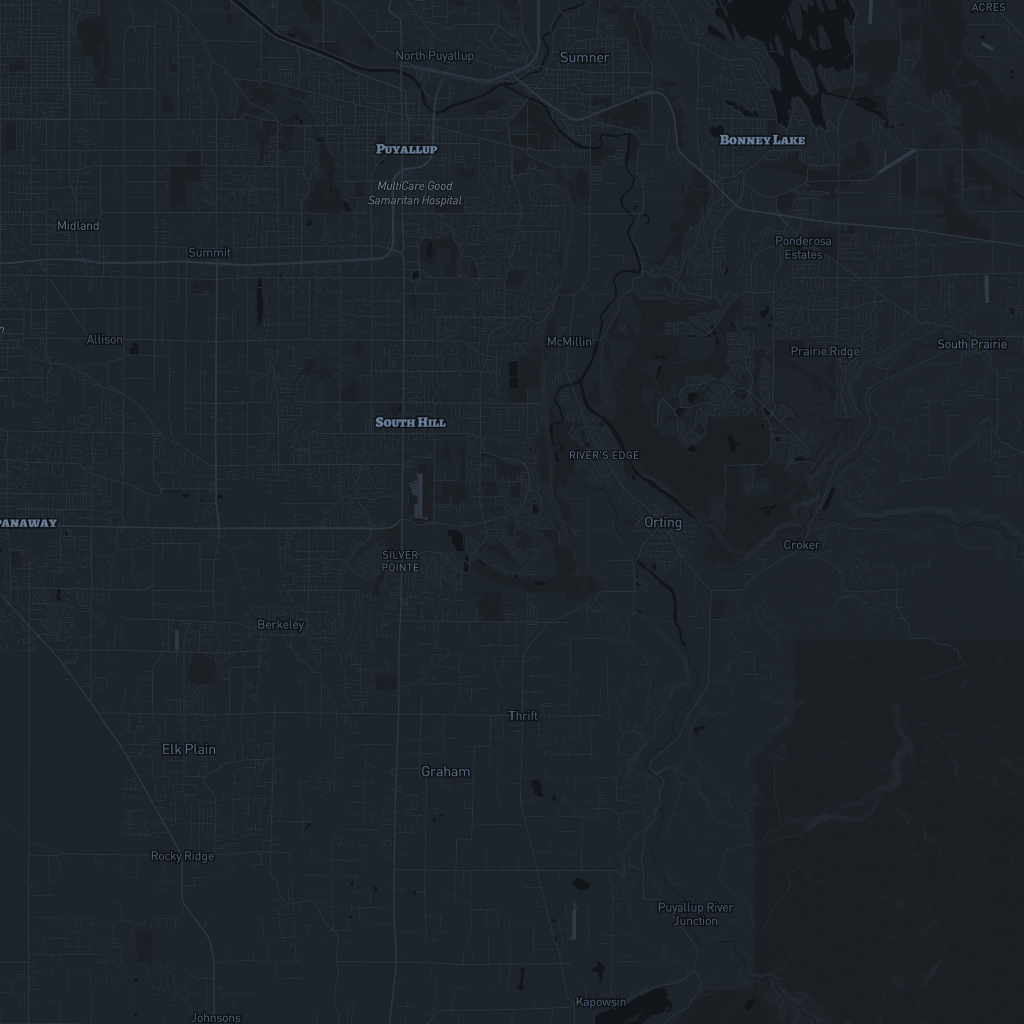 ACRES
North Puyallup
Sumner
PUYALLUP
BONNEY LAKE
MultiCare Good
Samaritan Hospital
Midland
Summit
Ponderosa
Estates
Allison
McMillin
Prairie Ridge
South Prairie
SOUTH HILL
RIVER'S EDGE
PANAWAY
Orting
Croker
SILVER
POINTE
Berkeley
Thrift
Elk Plain
Graham
Rocky Ridge
Puyallup River
Junction
Kapowsin
Johnsons